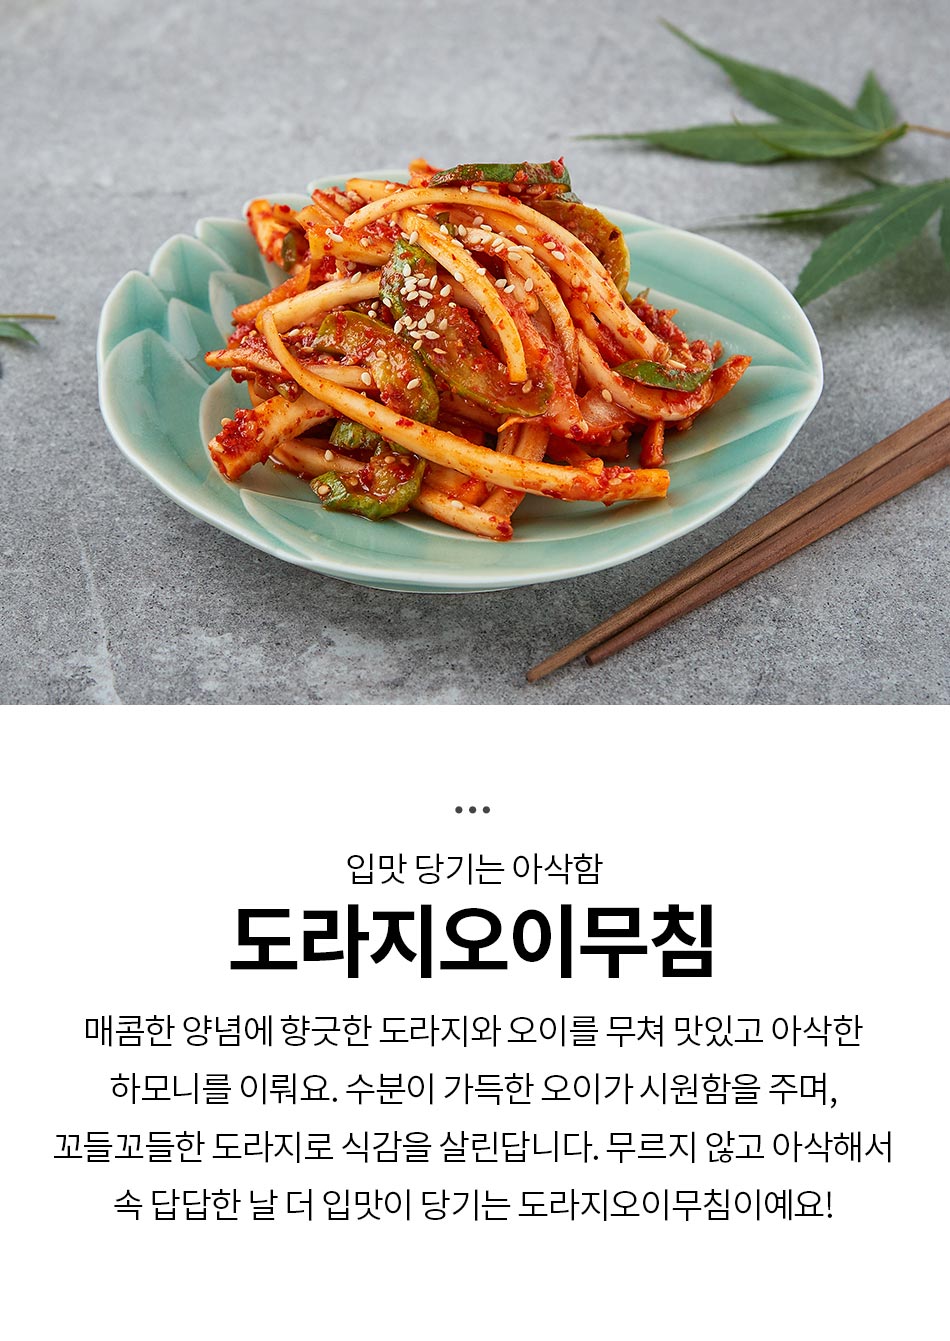 입맛 당기는 아삭함
도라지오이무침
매콤한 양념에 향긋한 도라지와 오이를 무쳐 맛있고 아삭한
하모니를 이뤄요. 수분이 가득한 오이가 시원함을 주며,
꼬들꼬들한 도라지로 식감을 살린답니다. 무르지 않고 아삭해서
속 답답한 날 더 입맛이 당기는 도라지오이무침이예요!